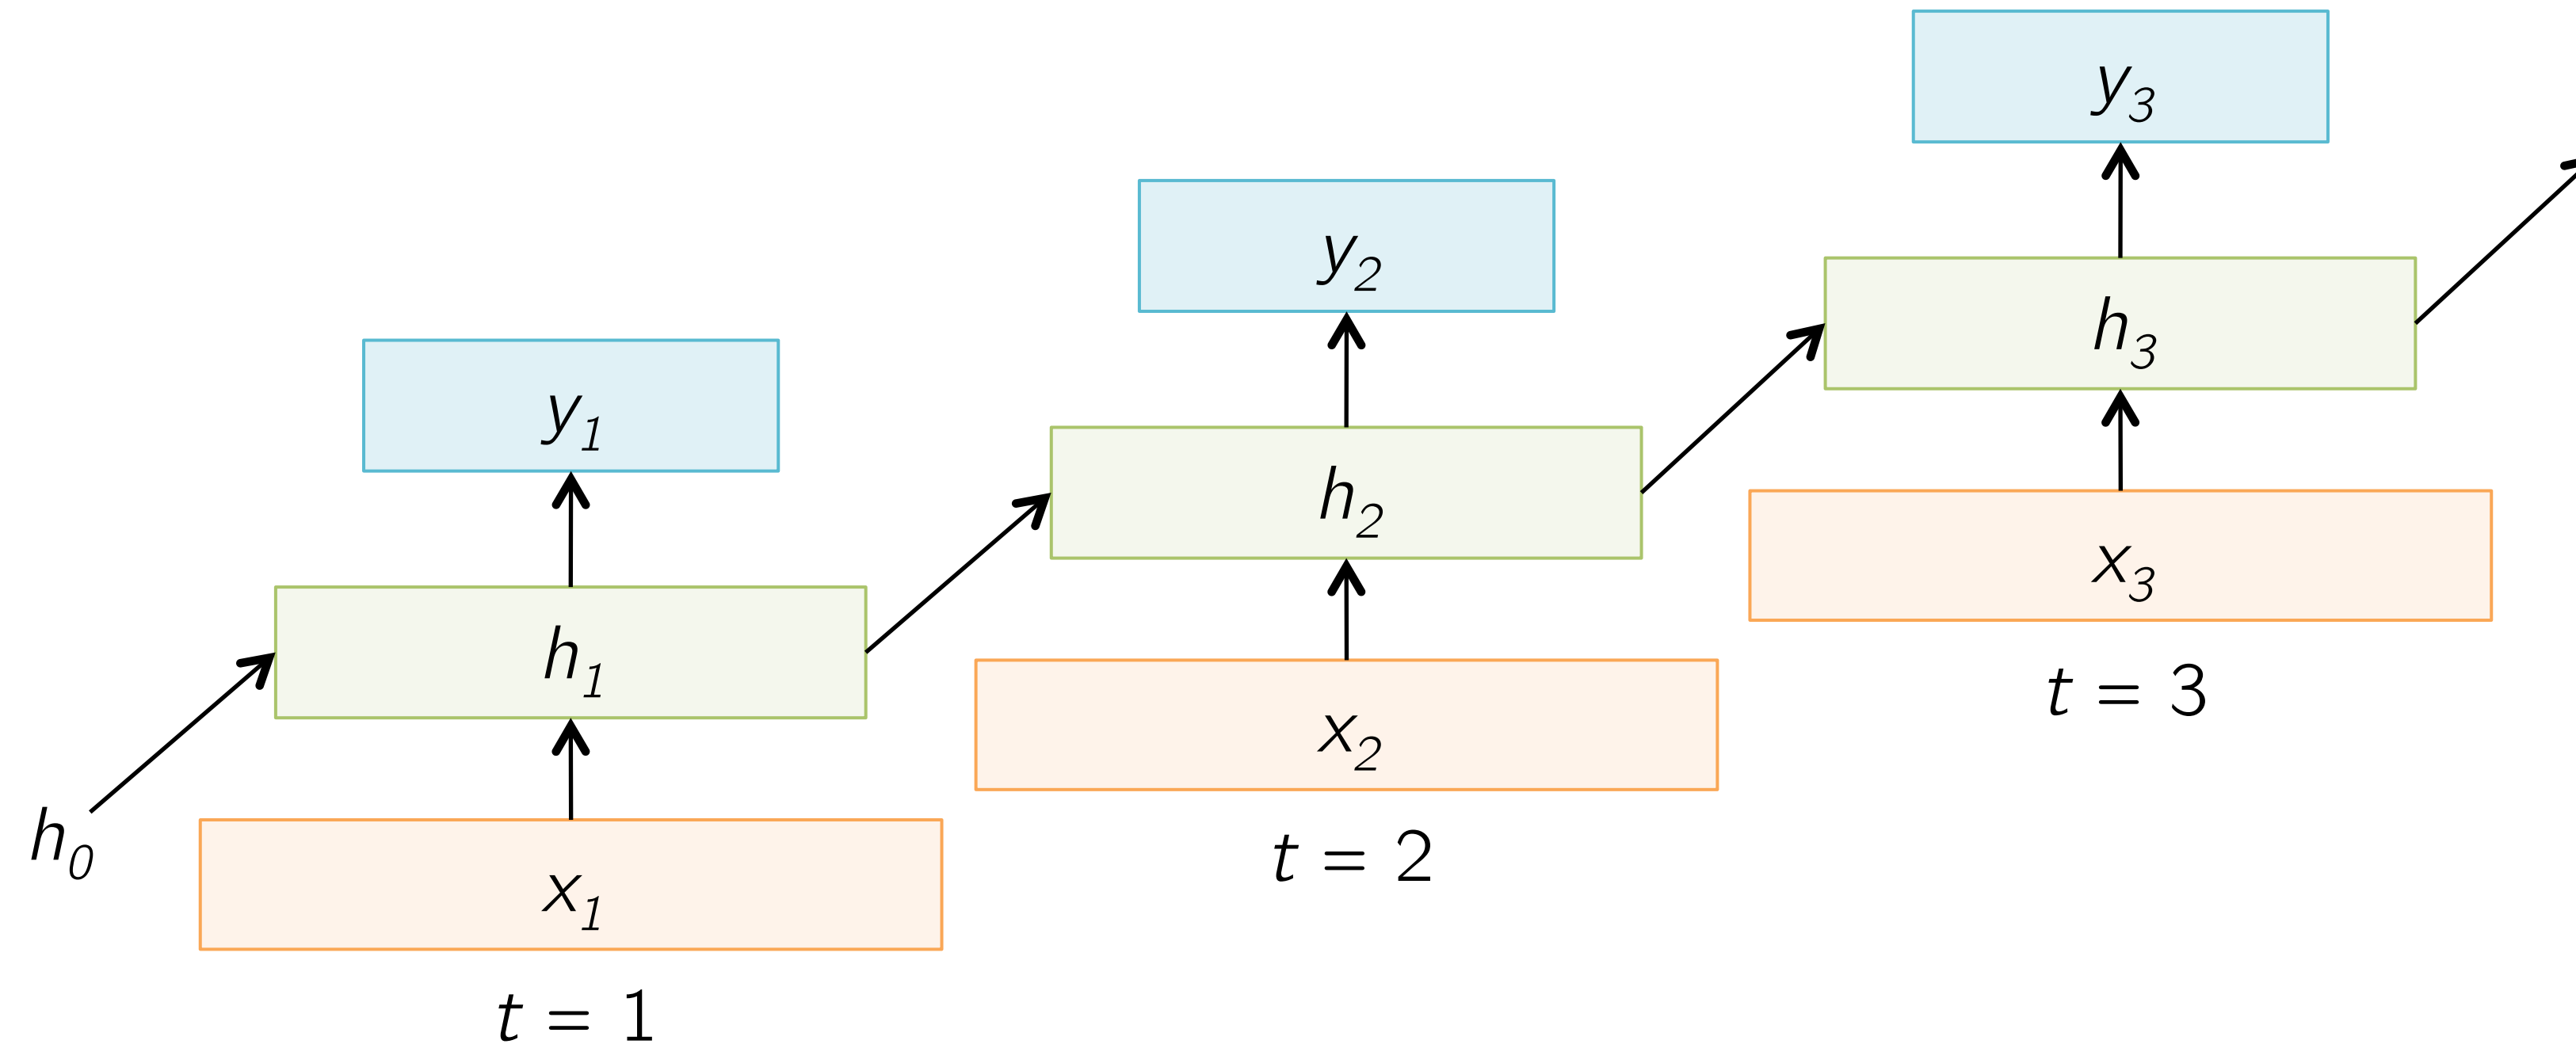 y₃
y₂
h₃
y₁
h₂
x₃
h₁
t = 3
x₂
h₀
t = 2
x₁
t = 1